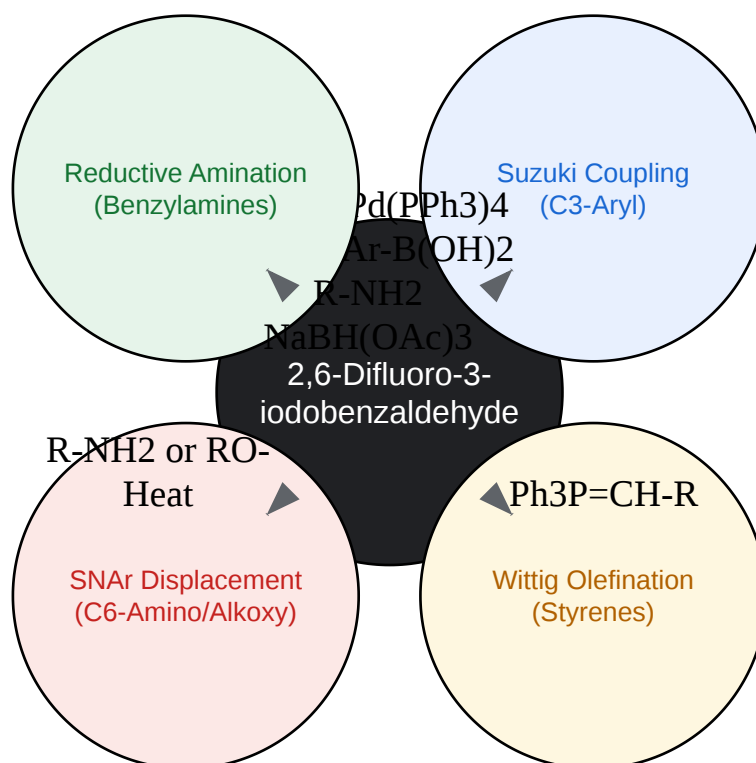 Reductive Amination
(Benzylamines)
Suzuki Coupling
(C3-Aryl)
Pd(PPh3)4
Ar-B(OH)2
R-NH2
NaBH(OAc)3
2,6-Difluoro-3-
iodobenzaldehyde
R-NH2 or RO-
Heat
Ph3P=CH-R
SNAr Displacement
(C6-Amino/Alkoxy)
Wittig Olefination
(Styrenes)